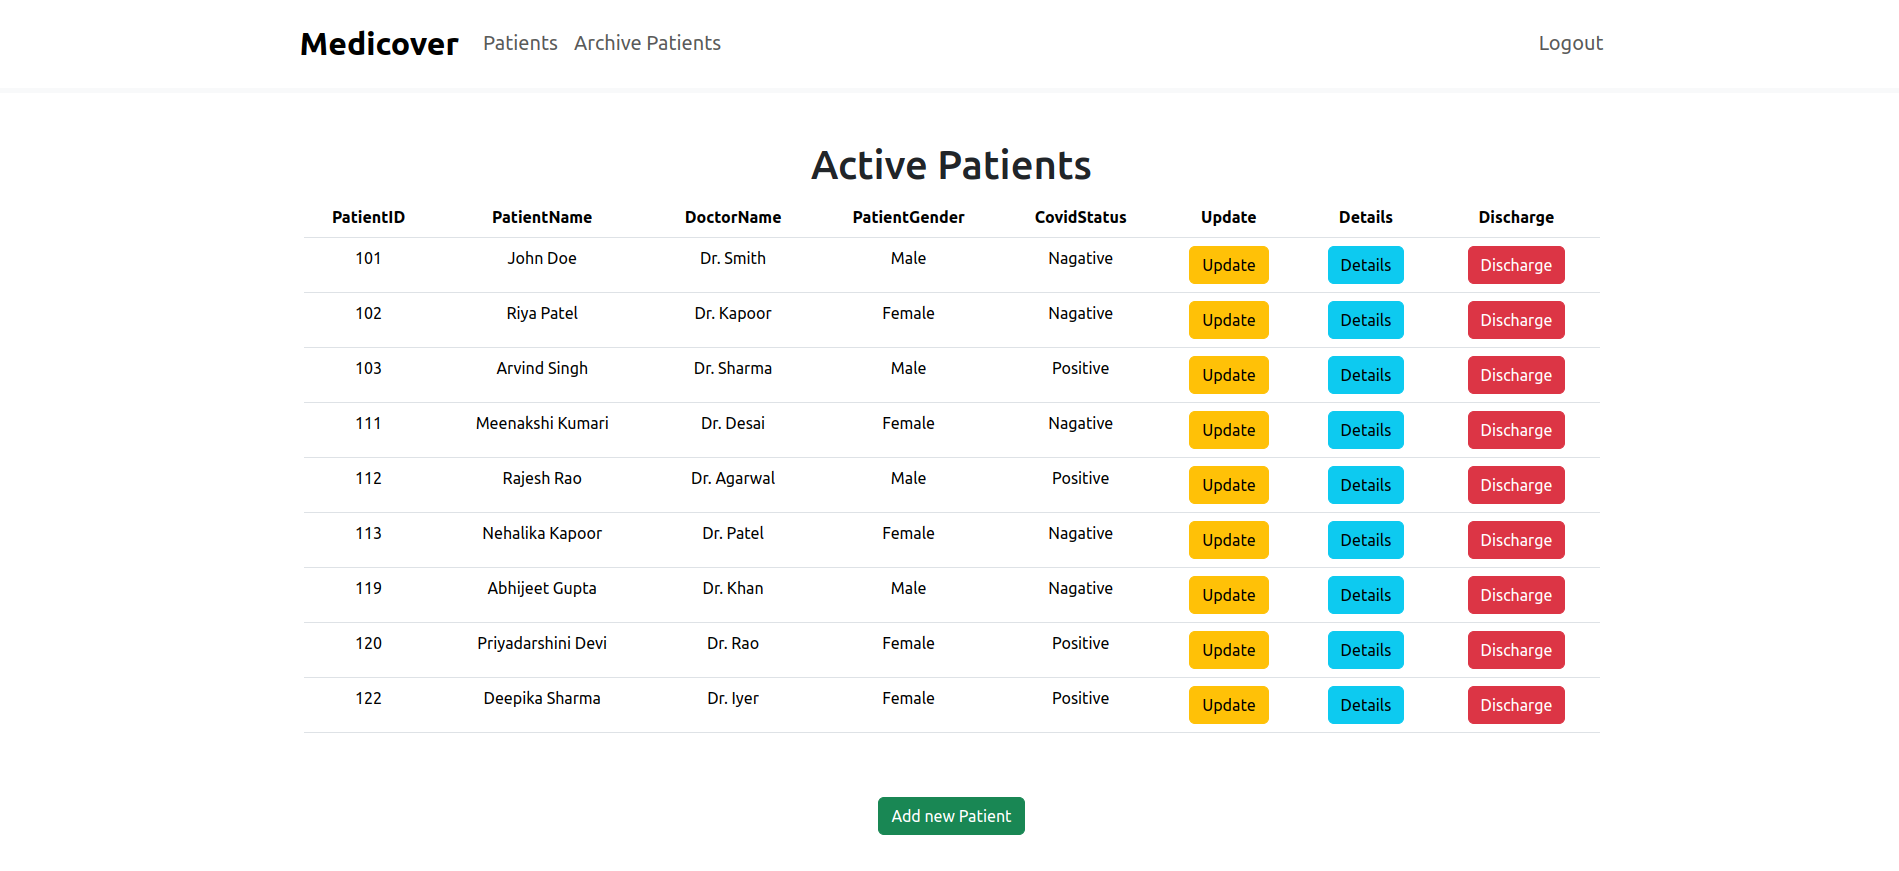 Medicover Patients Archive Patients Logout
Active Patients
PatientID PatientName DoctorName PatientGender CovidStatus Update Details Discharge
101 John Doe Dr. Smith Male Nagative Update Details Discharge
102 Riya Patel Dr. Kapoor Female Nagative Update Details Discharge
103 Arvind Singh Dr. Sharma Male Positive Update Details Discharge
111 Meenakshi Kumari Dr. Desai Female Nagative Update Details Discharge
112 Rajesh Rao Dr. Agarwal Male Positive Update Details Discharge
113 Nehalika Kapoor Dr. Patel Female Nagative Update Details Discharge
119 Abhijeet Gupta Dr. Khan Male Nagative Update Details Discharge
120 Priyadarshini Devi Dr. Rao Female Positive Update Details Discharge
122 Deepika Sharma Dr. Iyer Female Positive Update Details Discharge
Add new Patient